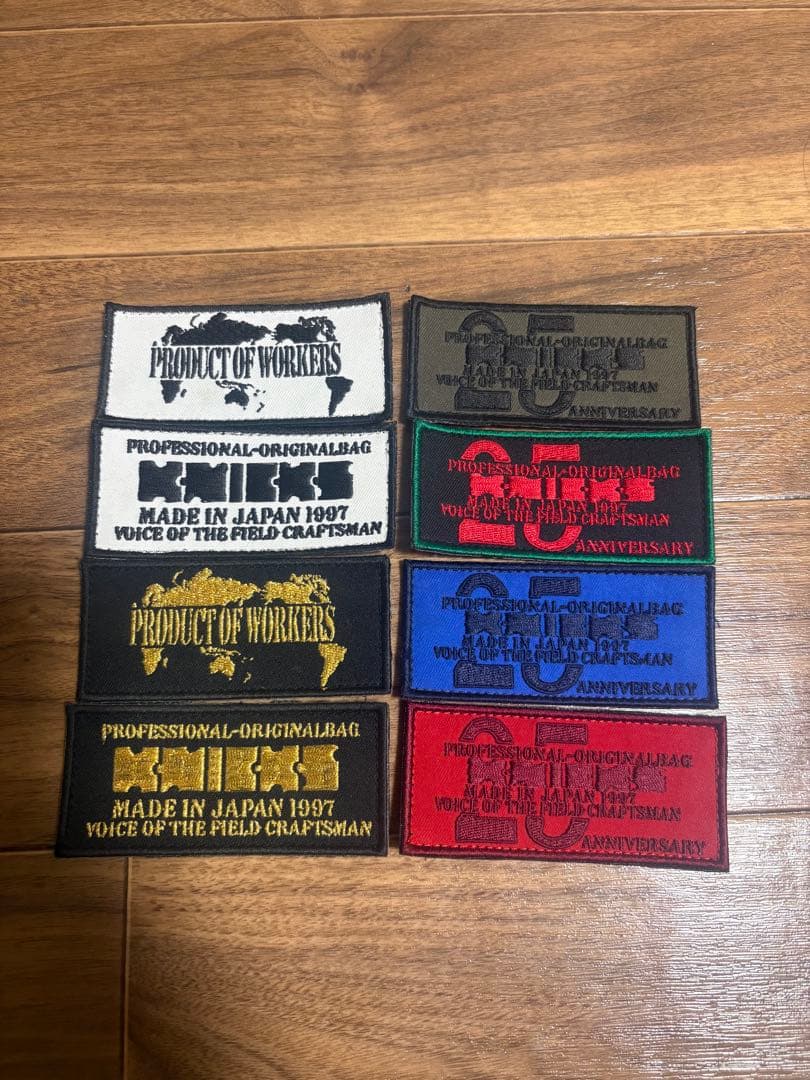 PRODUCT OF WORKERS
PROFESSIONAL-ORIGINALBAG
KNICKS
MADE IN JAPAN 1997
VOICE OF THE FIELD CRAFTSMAN
PRODUCT OF WORKERS
PROFESSIONAL-ORIGINALBAG
KNICKS
MADE IN JAPAN 1997
VOICE OF THE FIELD CRAFTSMAN
25
PROFESSIONAL-ORIGINALBAG
KNICKS
MADE IN JAPAN 1997
VOICE OF THE FIELD CRAFTSMAN
ANNIVERSARY
25
PROFESSIONAL-ORIGINALBAG
KNICKS
MADE IN JAPAN 1997
VOICE OF THE FIELD CRAFTSMAN
ANNIVERSARY
25
PROFESSIONAL-ORIGINALBAG
KNICKS
MADE IN JAPAN 1997
VOICE OF THE FIELD CRAFTSMAN
ANNIVERSARY
25
PROFESSIONAL-ORIGINALBAG
KNICKS
MADE IN JAPAN 1997
VOICE OF THE FIELD CRAFTSMAN
ANNIVERSARY